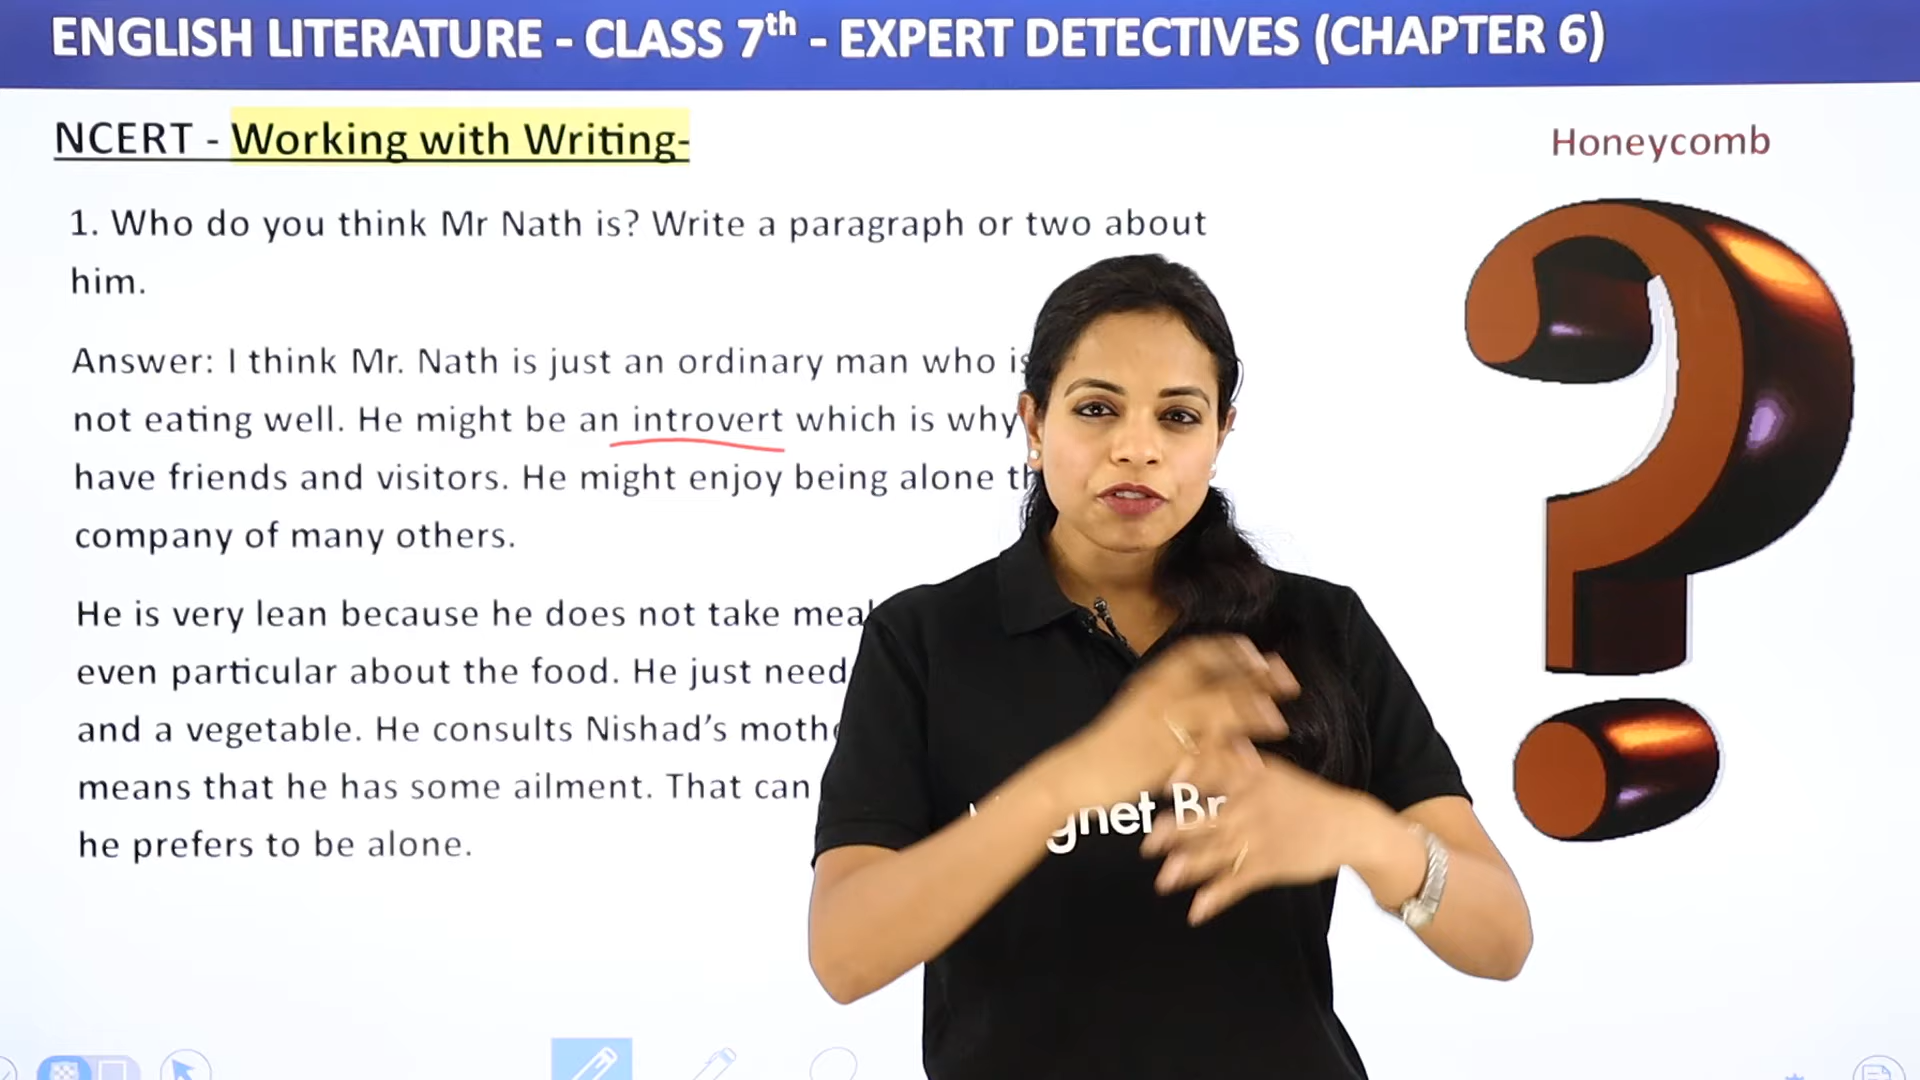 ENGLISH LITERATURE - CLASS 7th - EXPERT DETECTIVES (CHAPTER 6)
NCERT - Working with Writing-
Honeycomb
1. Who do you think Mr Nath is? Write a paragraph or two about
him.
Answer: I think Mr. Nath is just an ordinary man who
not eating well. He might be an introvert which is why
have friends and visitors. He might enjoy being alone
company of many others.
He is very lean because he does not take
even particular about the food. He just
and a vegetable. He consults Nishad's
means that he has some ailment. That can
he prefers to be alone.